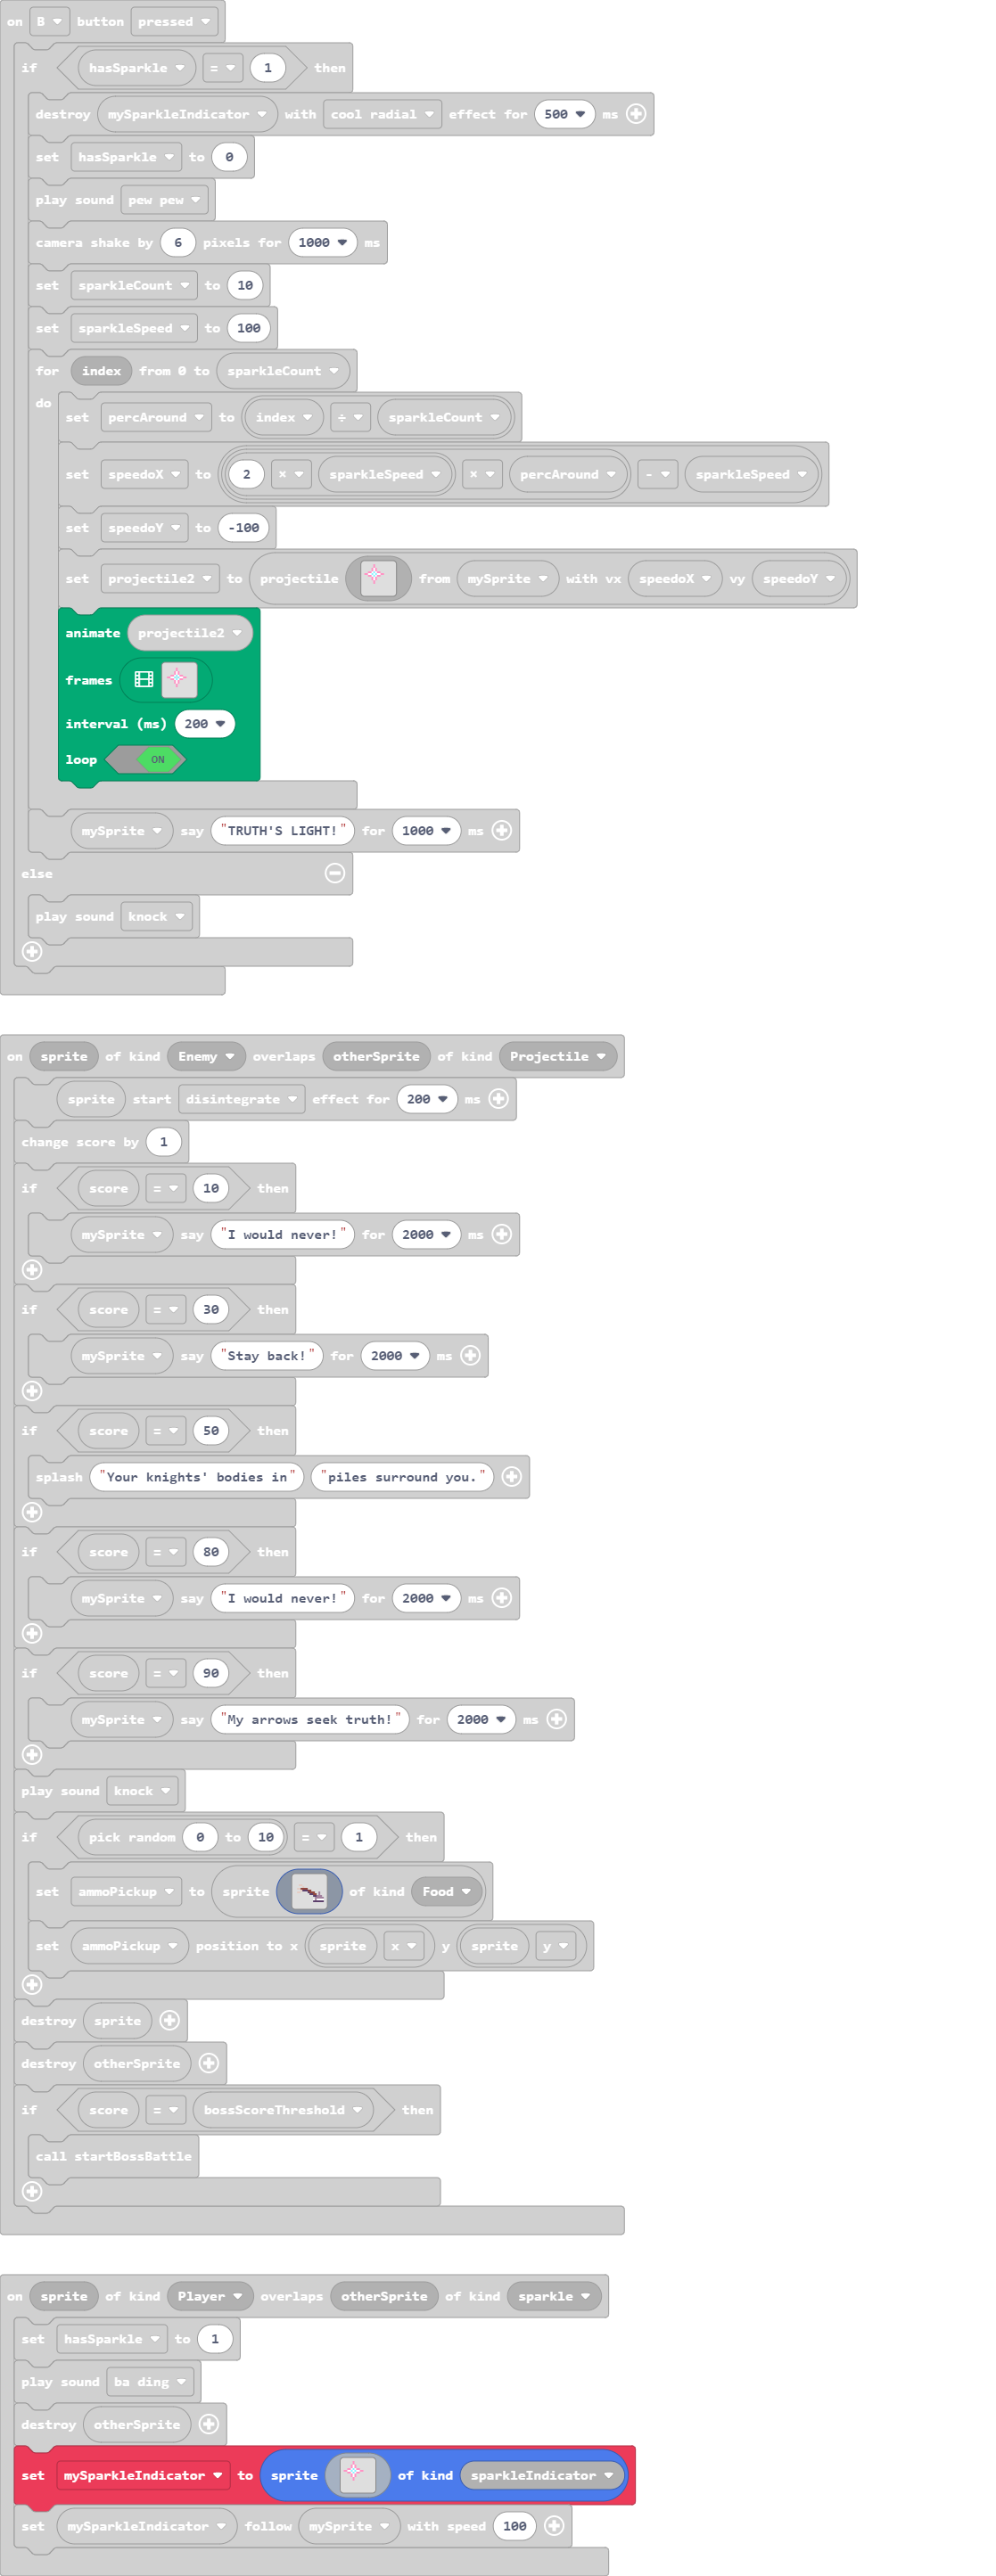 on B button pressed
if hasSparkle = 1 then
destroy mySparkleIndicator with cool radial effect for 500 ms
set hasSparkle to 0
play sound pew pew
camera shake by 6 pixels for 1000 ms
set sparkleCount to 10
set sparkleSpeed to 100
for index from 0 to sparkleCount
do
set percAround to index ÷ sparkleCount
set speedoX to 2 × sparkleSpeed × percAround - sparkleSpeed
set speedoY to -100
set projectile2 to projectile from mySprite with vx speedoX vy speedoY
animate projectile2
frames
interval (ms) 200
loop ON
mySprite say "TRUTH'S LIGHT!" for 1000 ms
else
play sound knock
on sprite of kind Enemy overlaps otherSprite of kind Projectile
sprite start disintegrate effect for 200 ms
change score by 1
if score = 10 then
mySprite say "I would never!" for 2000 ms
if score = 30 then
mySprite say "Stay back!" for 2000 ms
if score = 50 then
splash "Your knights' bodies in" "piles surround you."
if score = 80 then
mySprite say "I would never!" for 2000 ms
if score = 90 then
mySprite say "My arrows seek truth!" for 2000 ms
play sound knock
if pick random 0 to 10 = 1 then
set ammoPickup to sprite of kind Food
set ammoPickup position to x sprite x y sprite y
destroy sprite
destroy otherSprite
if score = bossScoreThreshold then
call startBossBattle
on sprite of kind Player overlaps otherSprite of kind sparkle
set hasSparkle to 1
play sound ba ding
destroy otherSprite
set mySparkleIndicator to sprite of kind sparkleIndicator
set mySparkleIndicator follow mySprite with speed 100